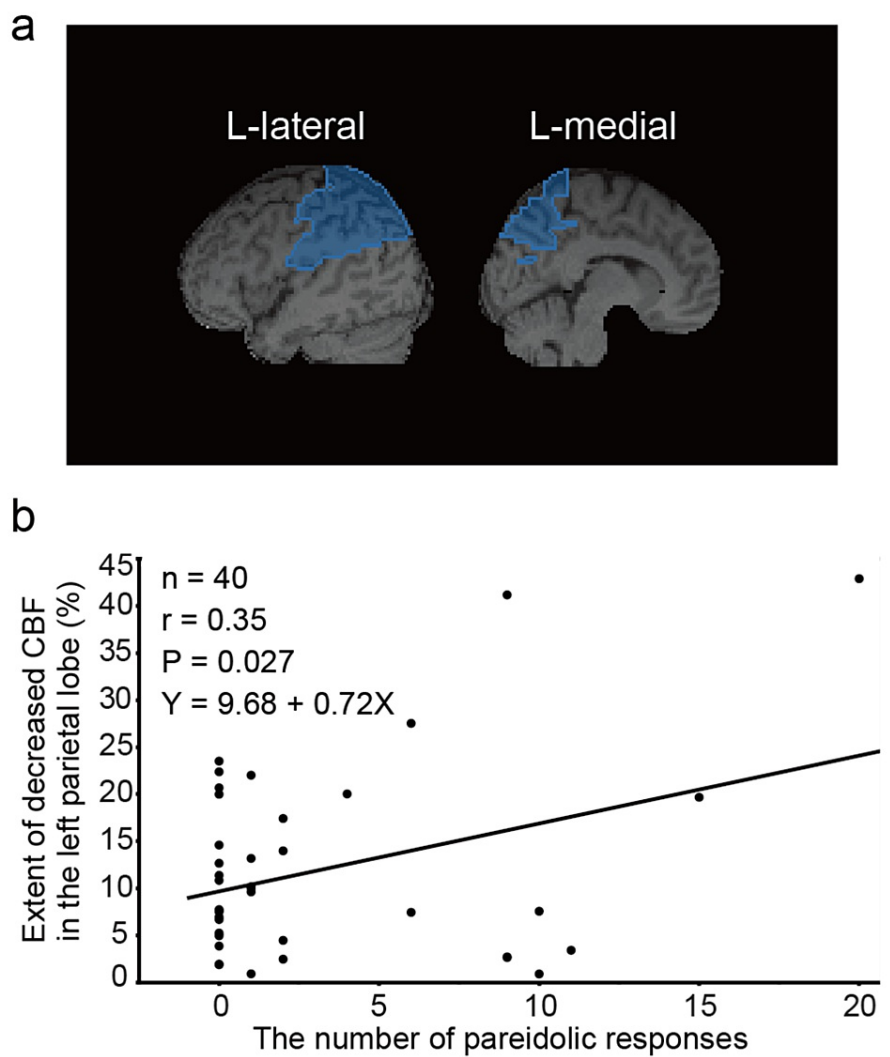 a
L-lateral
L-medial
b
Extent of decreased CBF
in the left parietal lobe (%)
45
40
35
30
25
20
15
10
5
0
n = 40
r = 0.35
P = 0.027
Y = 9.68 + 0.72X
0 5 10 15 20
The number of pareidolic responses